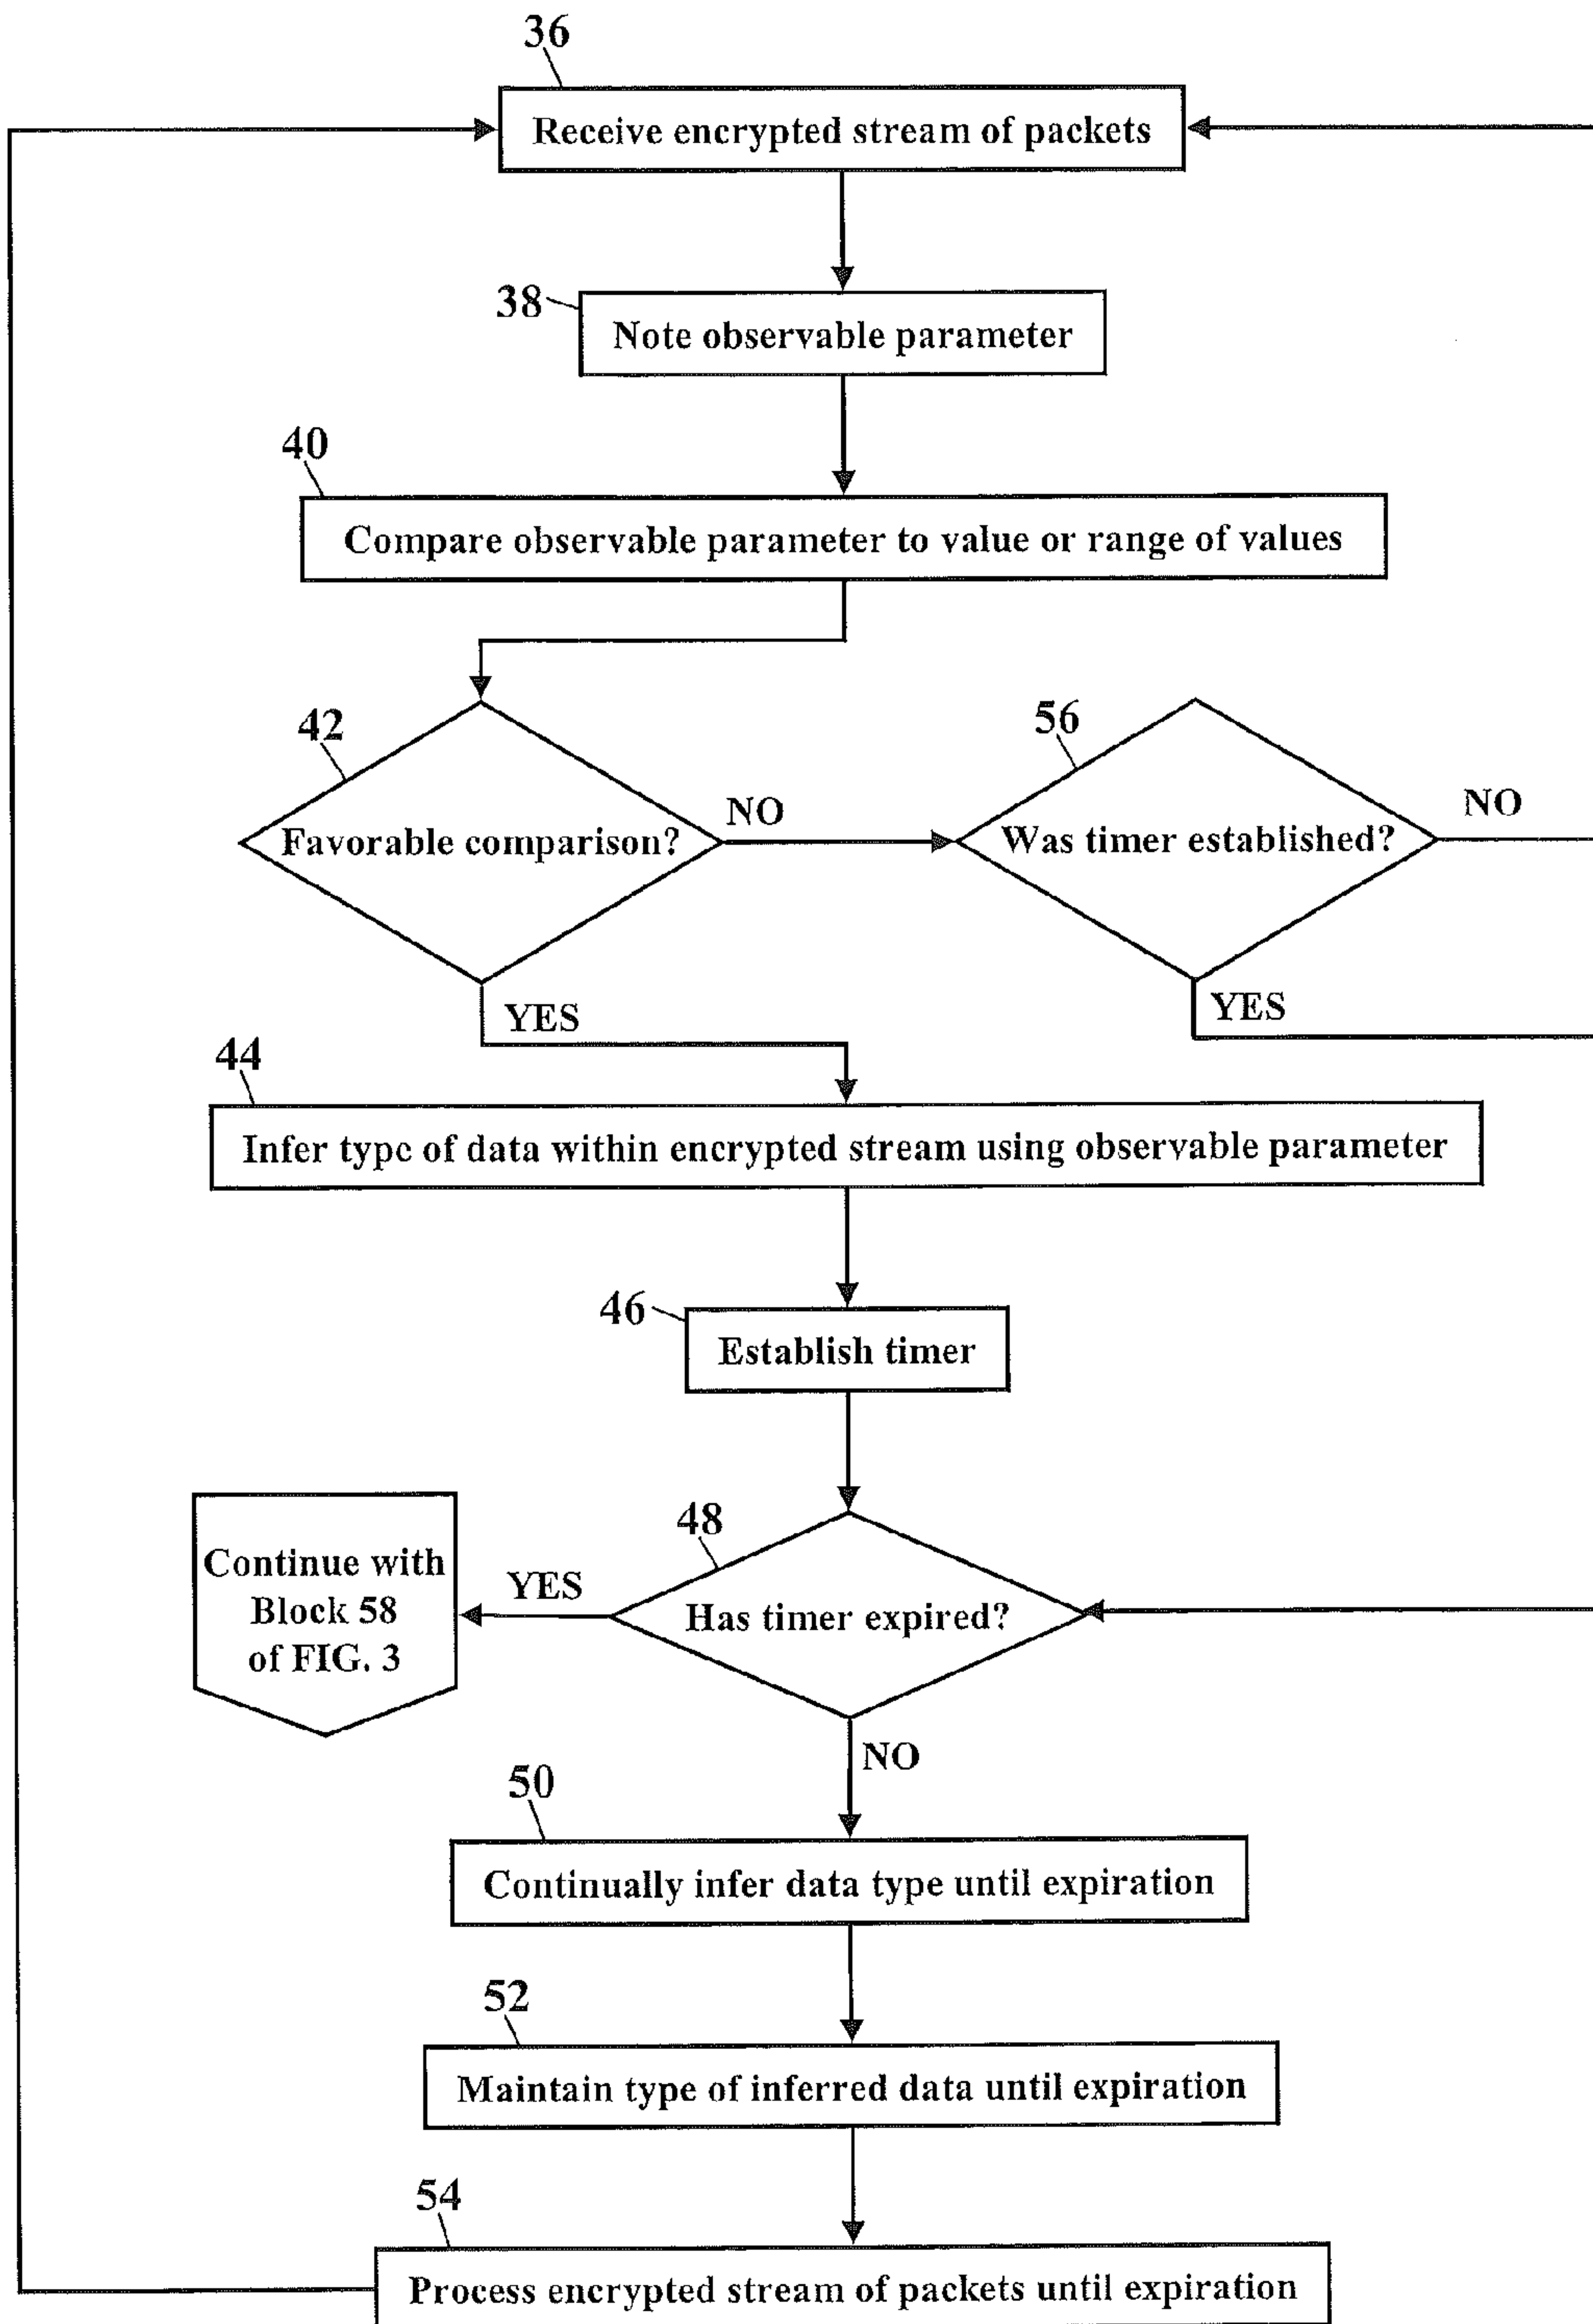 36
Receive encrypted stream of packets
38
Note observable parameter
40
Compare observable parameter to value or range of values
42
Favorable comparison?
NO
56
Was timer established?
NO
YES
YES
44
Infer type of data within encrypted stream using observable parameter
46
Establish timer
48
Has timer expired?
YES
Continue with
Block 58
of FIG. 3
NO
50
Continually infer data type until expiration
52
Maintain type of inferred data until expiration
54
Process encrypted stream of packets until expiration